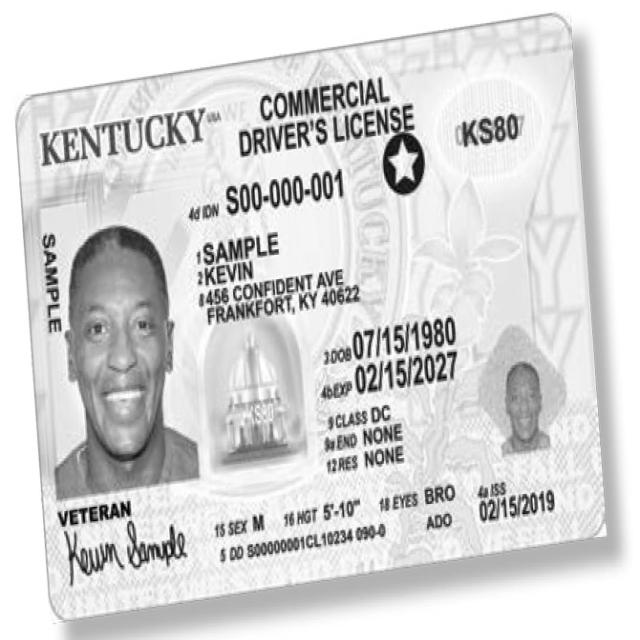 KENTUCKY USA
COMMERCIAL
DRIVER'S LICENSE
KS80
4d IDN S00-000-001
SAMPLE
1 SAMPLE
2 KEVIN
8 456 CONFIDENT AVE
FRANKFORT, KY 40622
3 DOB 07/15/1980
4b EXP 02/15/2027
KS80
9 CLASS DC
9a END NONE
12 RES NONE
VETERAN
Kevin Sample
15 SEX M 16 HGT 5'-10" 18 EYES BRO 4a ISS
02/15/2019
5 DD S00000001CL10234 090-0 ADO